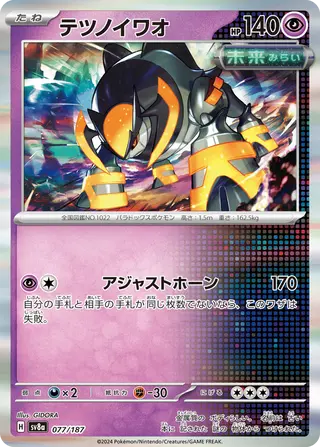 たね テツノイワオ HP 140
未来 みらい
全国図鑑NO.1022 パラドックスポケモン 高さ:1.5m 重さ:162.5kg
アジャストホーン 170
自分の手札と相手の手札が同じ枚数でないなら、このワザは
失敗。
弱点 ×2 抵抗力 -30 にげる
Illus. GIDORA
H sv8a 077/187
©2024 Pokémon/Nintendo/Creatures/GAME FREAK.